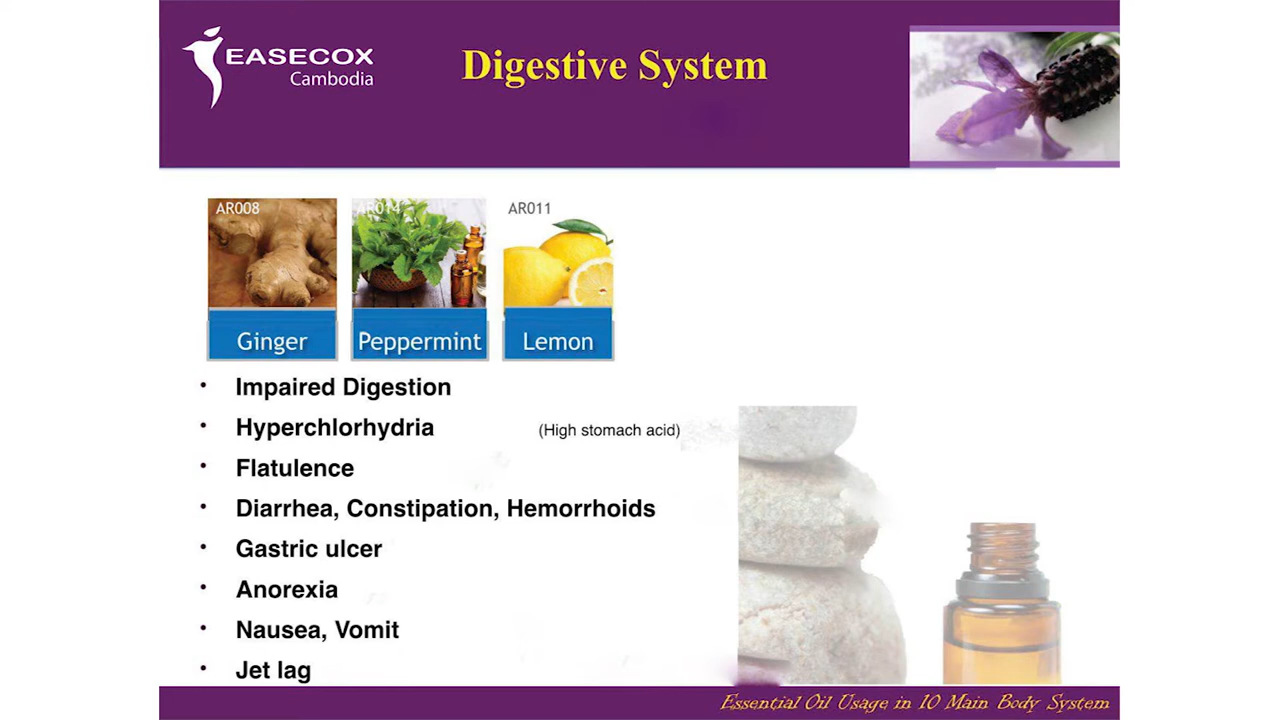 EASECOX
Cambodia
Digestive System
AR008
AR014
AR011
Ginger
Peppermint
Lemon
• Impaired Digestion
• Hyperchlorhydria (High stomach acid)
• Flatulence
• Diarrhea, Constipation, Hemorrhoids
• Gastric ulcer
• Anorexia
• Nausea, Vomit
• Jet lag
Essential Oil Usage in 10 Main Body System